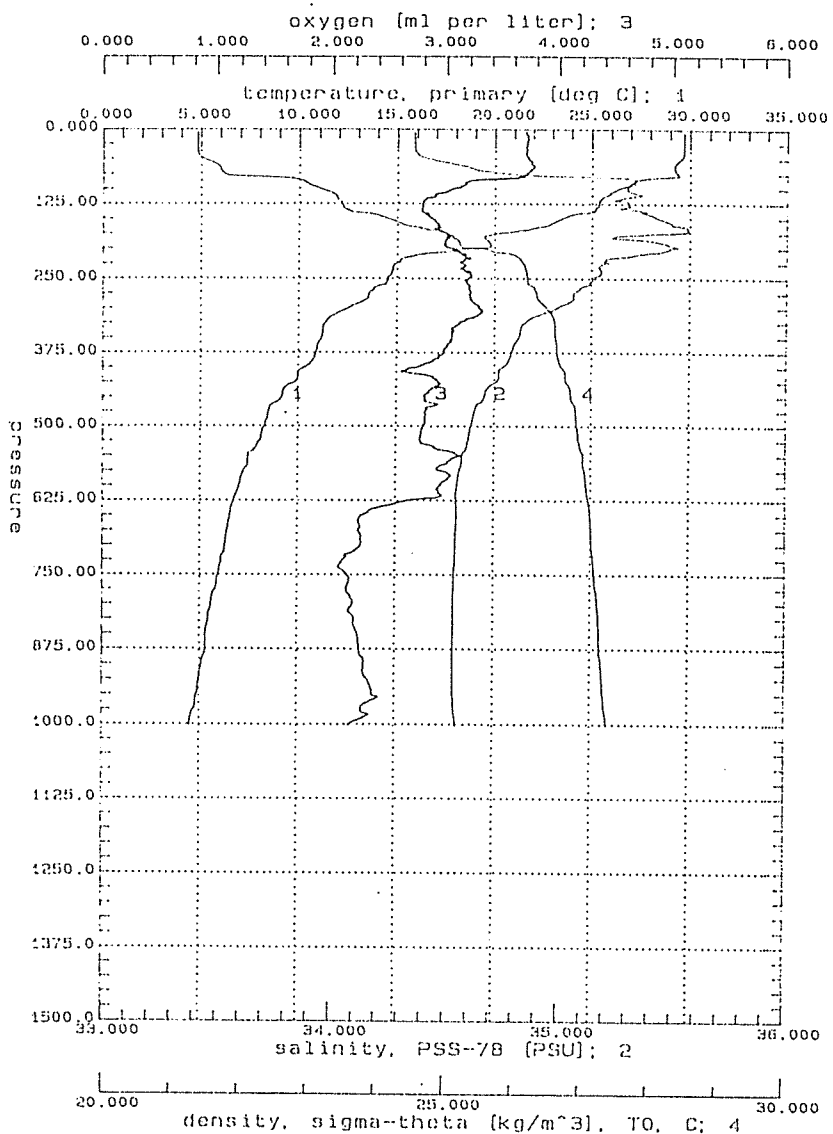 oxygen [ml per liter]; 3
0.000 1.000 2.000 3.000 4.000 5.000 6.000
temperature, primary [deg C]; 1
0.000 5.000 10.000 15.000 20.000 25.000 30.000 35.000
0.000
125.00
250.00
375.00
1 3 2 4
500.00
pressure
625.00
750.00
875.00
1000.0
1125.0
1250.0
1375.0
1500.0
33.000 34.000 35.000 36.000
salinity, PSS-78 [PSU]; 2
20.000 25.000 30.000
density, sigma-theta [kg/m^3], T0, C; 4